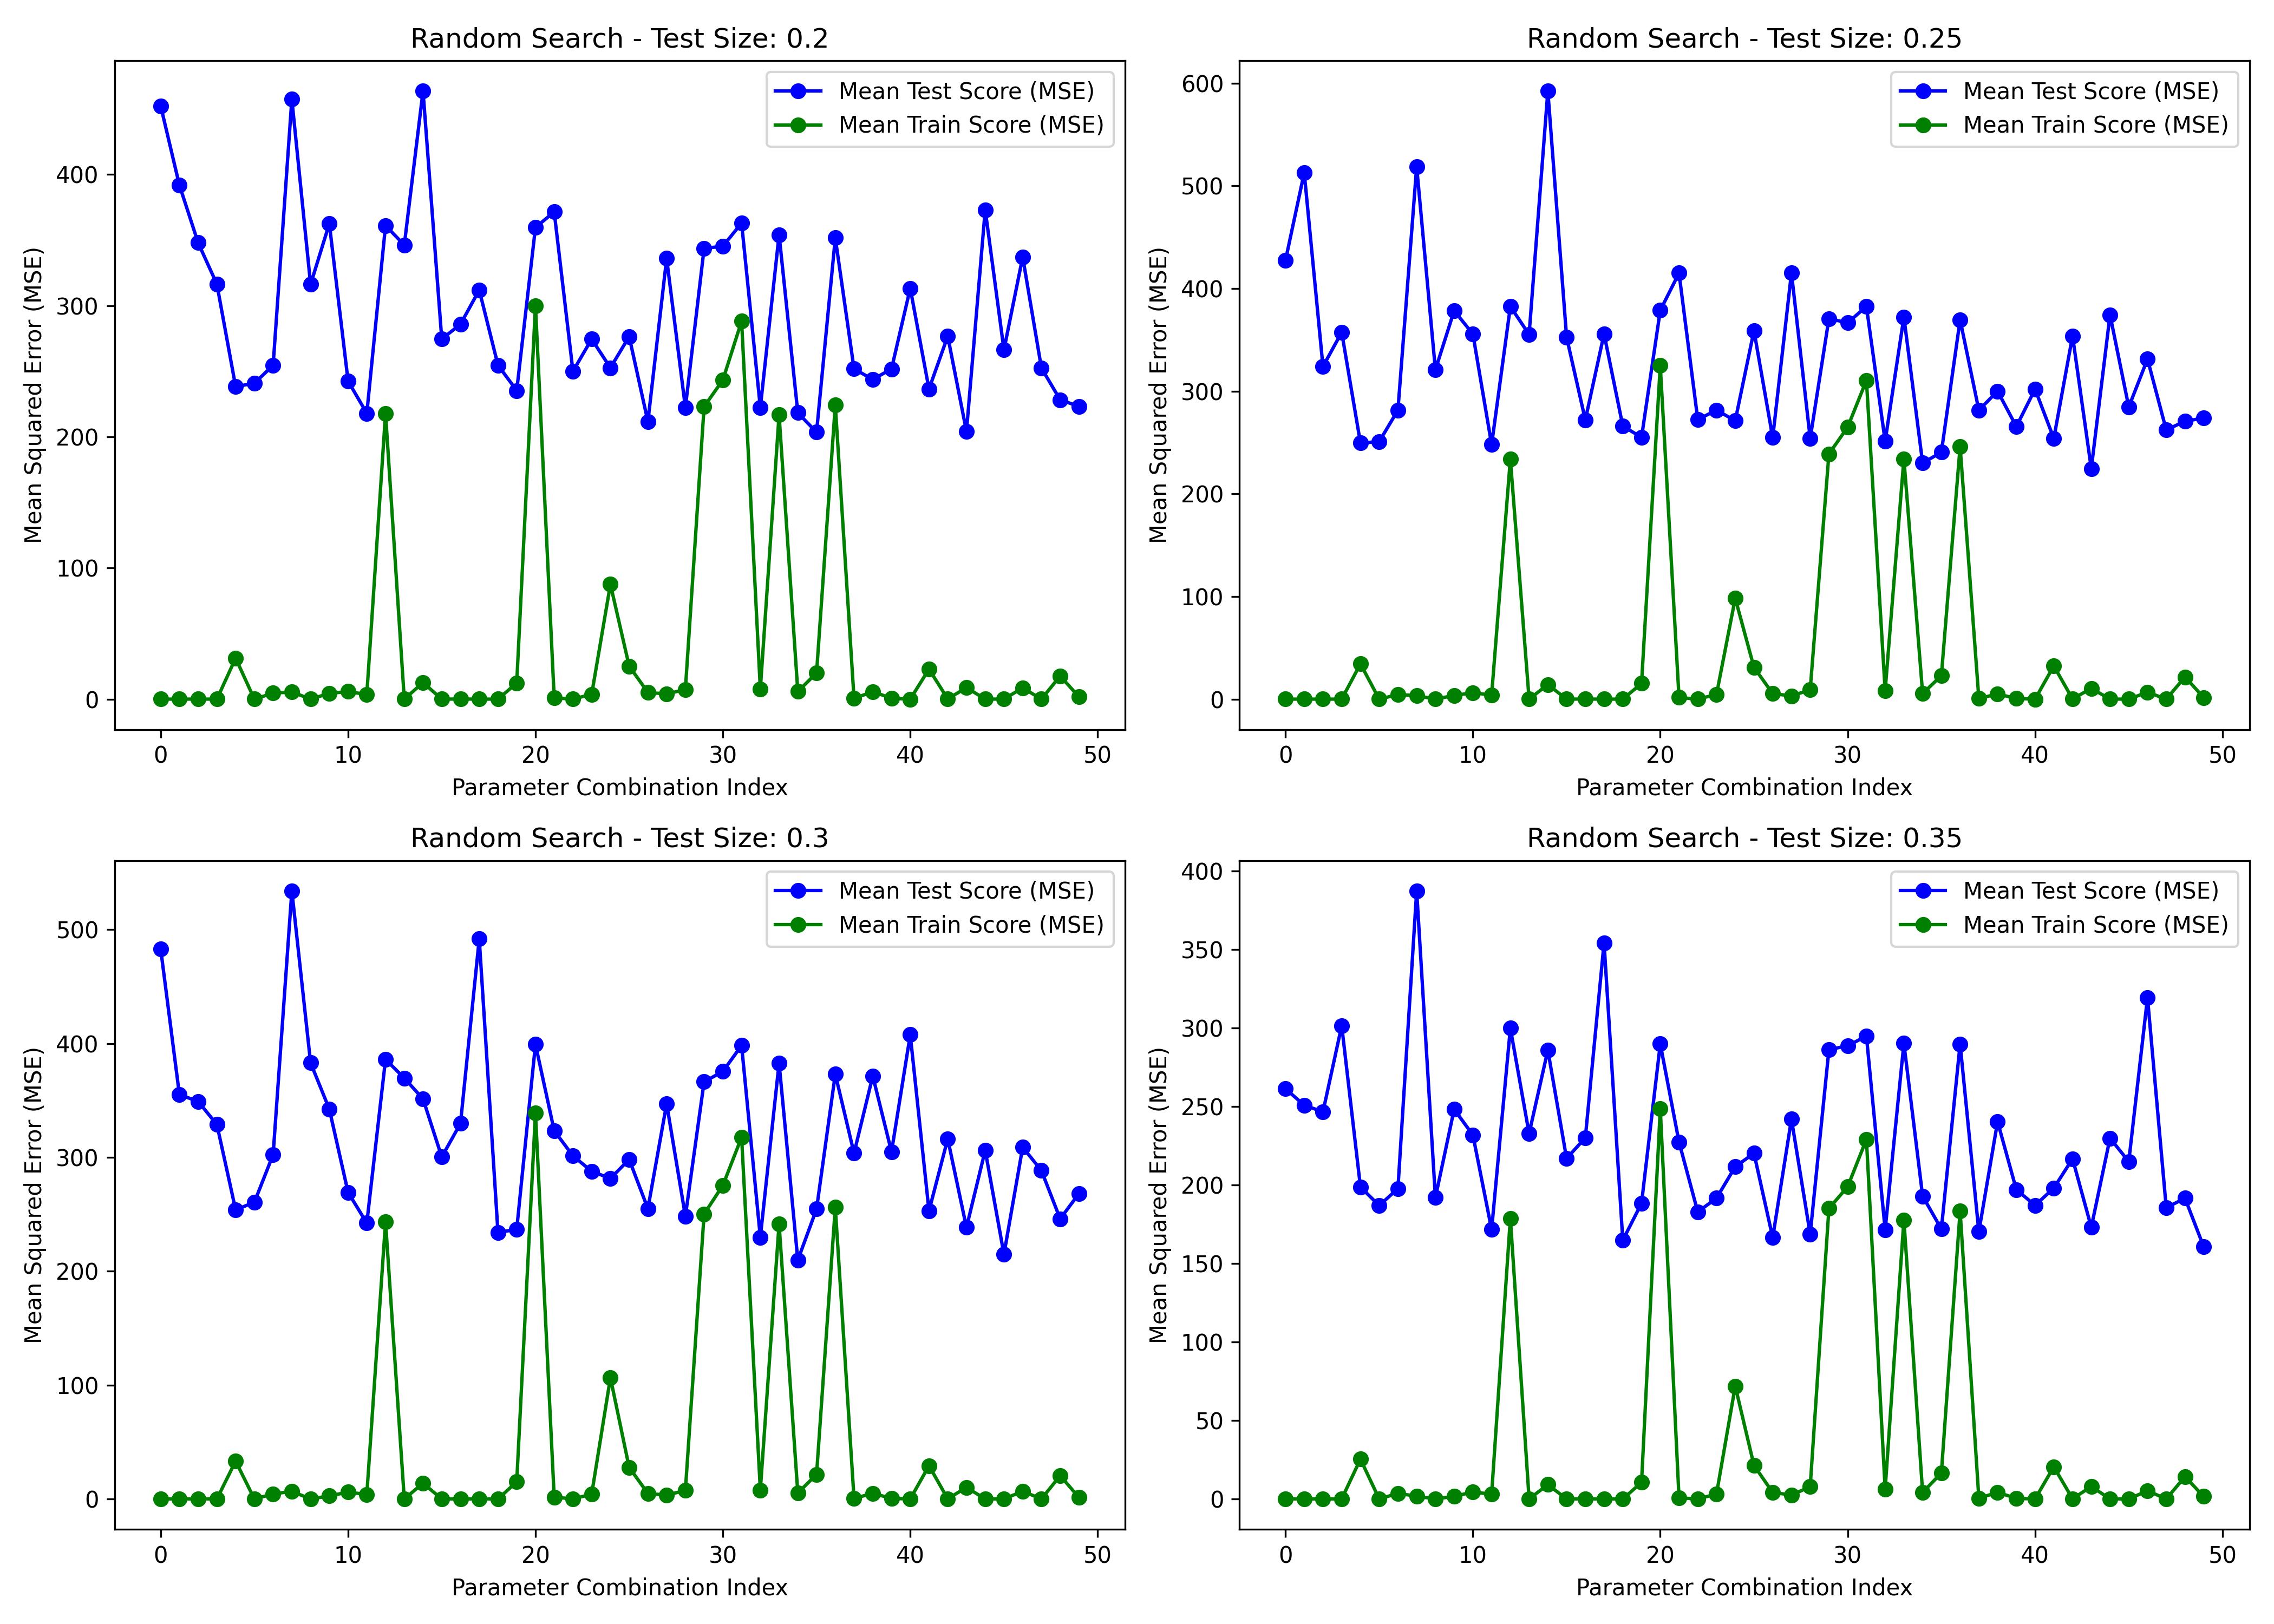 Random Search - Test Size: 0.2
Mean Test Score (MSE)
Mean Train Score (MSE)
Mean Squared Error (MSE)
400
300
200
100
0
0 10 20 30 40 50
Parameter Combination Index
Random Search - Test Size: 0.25
Mean Test Score (MSE)
Mean Train Score (MSE)
Mean Squared Error (MSE)
600
500
400
300
200
100
0
0 10 20 30 40 50
Parameter Combination Index
Random Search - Test Size: 0.3
Mean Test Score (MSE)
Mean Train Score (MSE)
Mean Squared Error (MSE)
500
400
300
200
100
0
0 10 20 30 40 50
Parameter Combination Index
Random Search - Test Size: 0.35
Mean Test Score (MSE)
Mean Train Score (MSE)
Mean Squared Error (MSE)
400
350
300
250
200
150
100
50
0
0 10 20 30 40 50
Parameter Combination Index